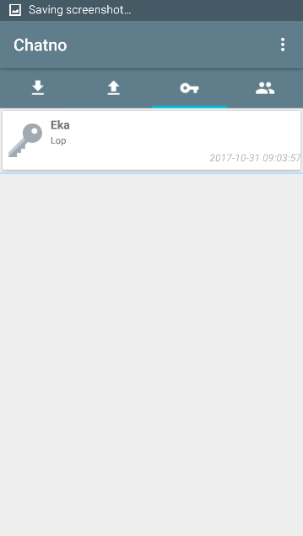 Saving screenshot...
Chatno
Eka
Lop
2017-10-31 09:03:57